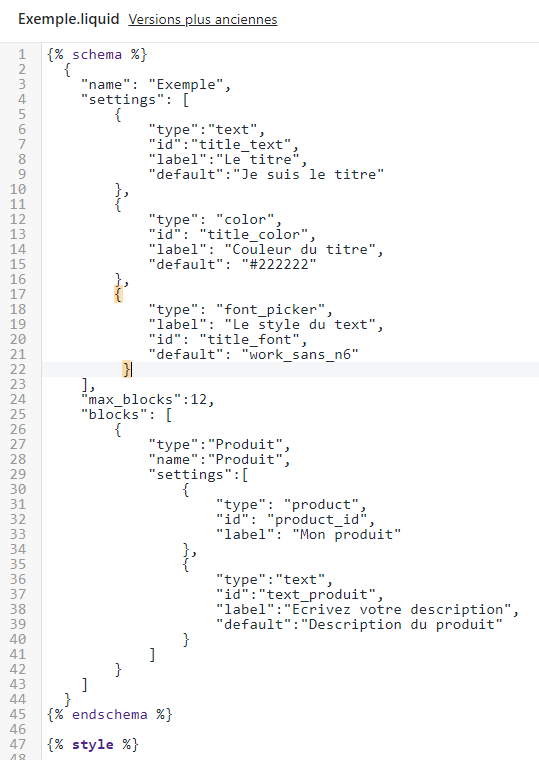 Exemple.liquid Versions plus anciennes
1 {% schema %}
2 {
3 "name": "Exemple",
4 "settings": [
5 {
6 "type":"text",
7 "id":"title_text",
8 "label":"Le titre",
9 "default":"Je suis le titre"
10 },
11 {
12 "type": "color",
13 "id": "title_color",
14 "label": "Couleur du titre",
15 "default": "#222222"
16 },
17 {
18 "type": "font_picker",
19 "label": "Le style du text",
20 "id": "title_font",
21 "default": "work_sans_n6"
22 }
23 ],
24 "max_blocks":12,
25 "blocks": [
26 {
27 "type":"Produit",
28 "name":"Produit",
29 "settings":[
30 {
31 "type": "product",
32 "id": "product_id",
33 "label": "Mon produit"
34 },
35 {
36 "type":"text",
37 "id":"text_produit",
38 "label":"Ecrivez votre description",
39 "default":"Description du produit"
40 }
41 ]
42 }
43 ]
44 }
45 {% endschema %}
46
47 {% style %}
48